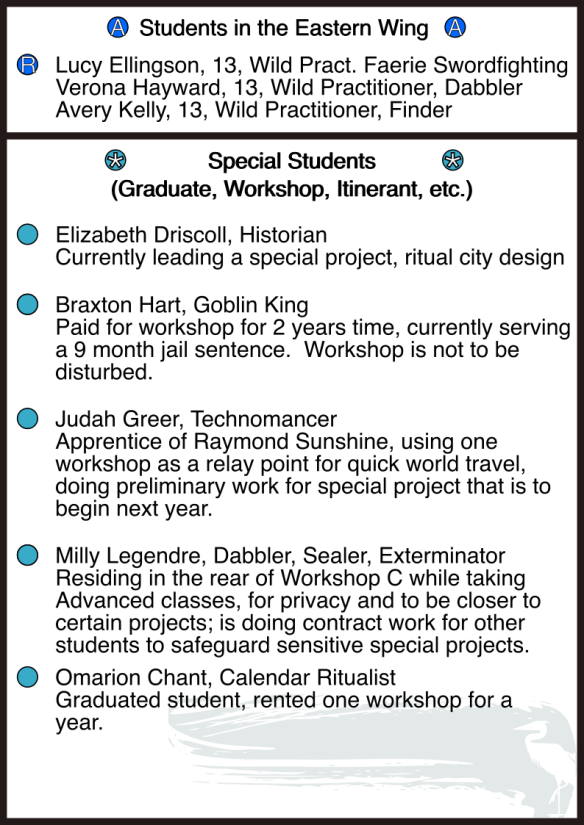 A Students in the Eastern Wing A
R Lucy Ellingson, 13, Wild Pract. Faerie Swordfighting
Verona Hayward, 13, Wild Practitioner, Dabbler
Avery Kelly, 13, Wild Practitioner, Finder
Special Students
(Graduate, Workshop, Itinerant, etc.)
Elizabeth Driscoll, Historian
Currently leading a special project, ritual city design
Braxton Hart, Goblin King
Paid for workshop for 2 years time, currently serving
a 9 month jail sentence.  Workshop is not to be
disturbed.
Judah Greer, Technomancer
Apprentice of Raymond Sunshine, using one
workshop as a relay point for quick world travel,
doing preliminary work for special project that is to
begin next year.
Milly Legendre, Dabbler, Sealer, Exterminator
Residing in the rear of Workshop C while taking
Advanced classes, for privacy and to be closer to
certain projects; is doing contract work for other
students to safeguard sensitive special projects.
Omarion Chant, Calendar Ritualist
Graduated student, rented one workshop for a
year.